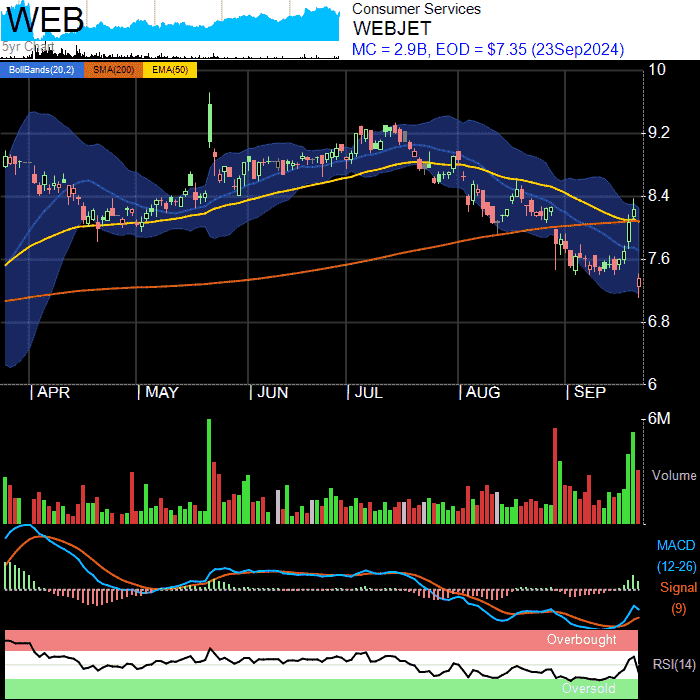 WEB
5yr Chart
Consumer Services
WEBJET
MC = 2.9B, EOD = $7.35 (23Sep2024)
BollBands(20,2) SMA(200) EMA(50)
10
9.2
8.4
7.6
6.8
6
| APR | MAY | JUN | JUL | AUG | SEP
6M
Volume
MACD
(12-26)
Signal
(9)
Overbought
RSI(14)
Oversold